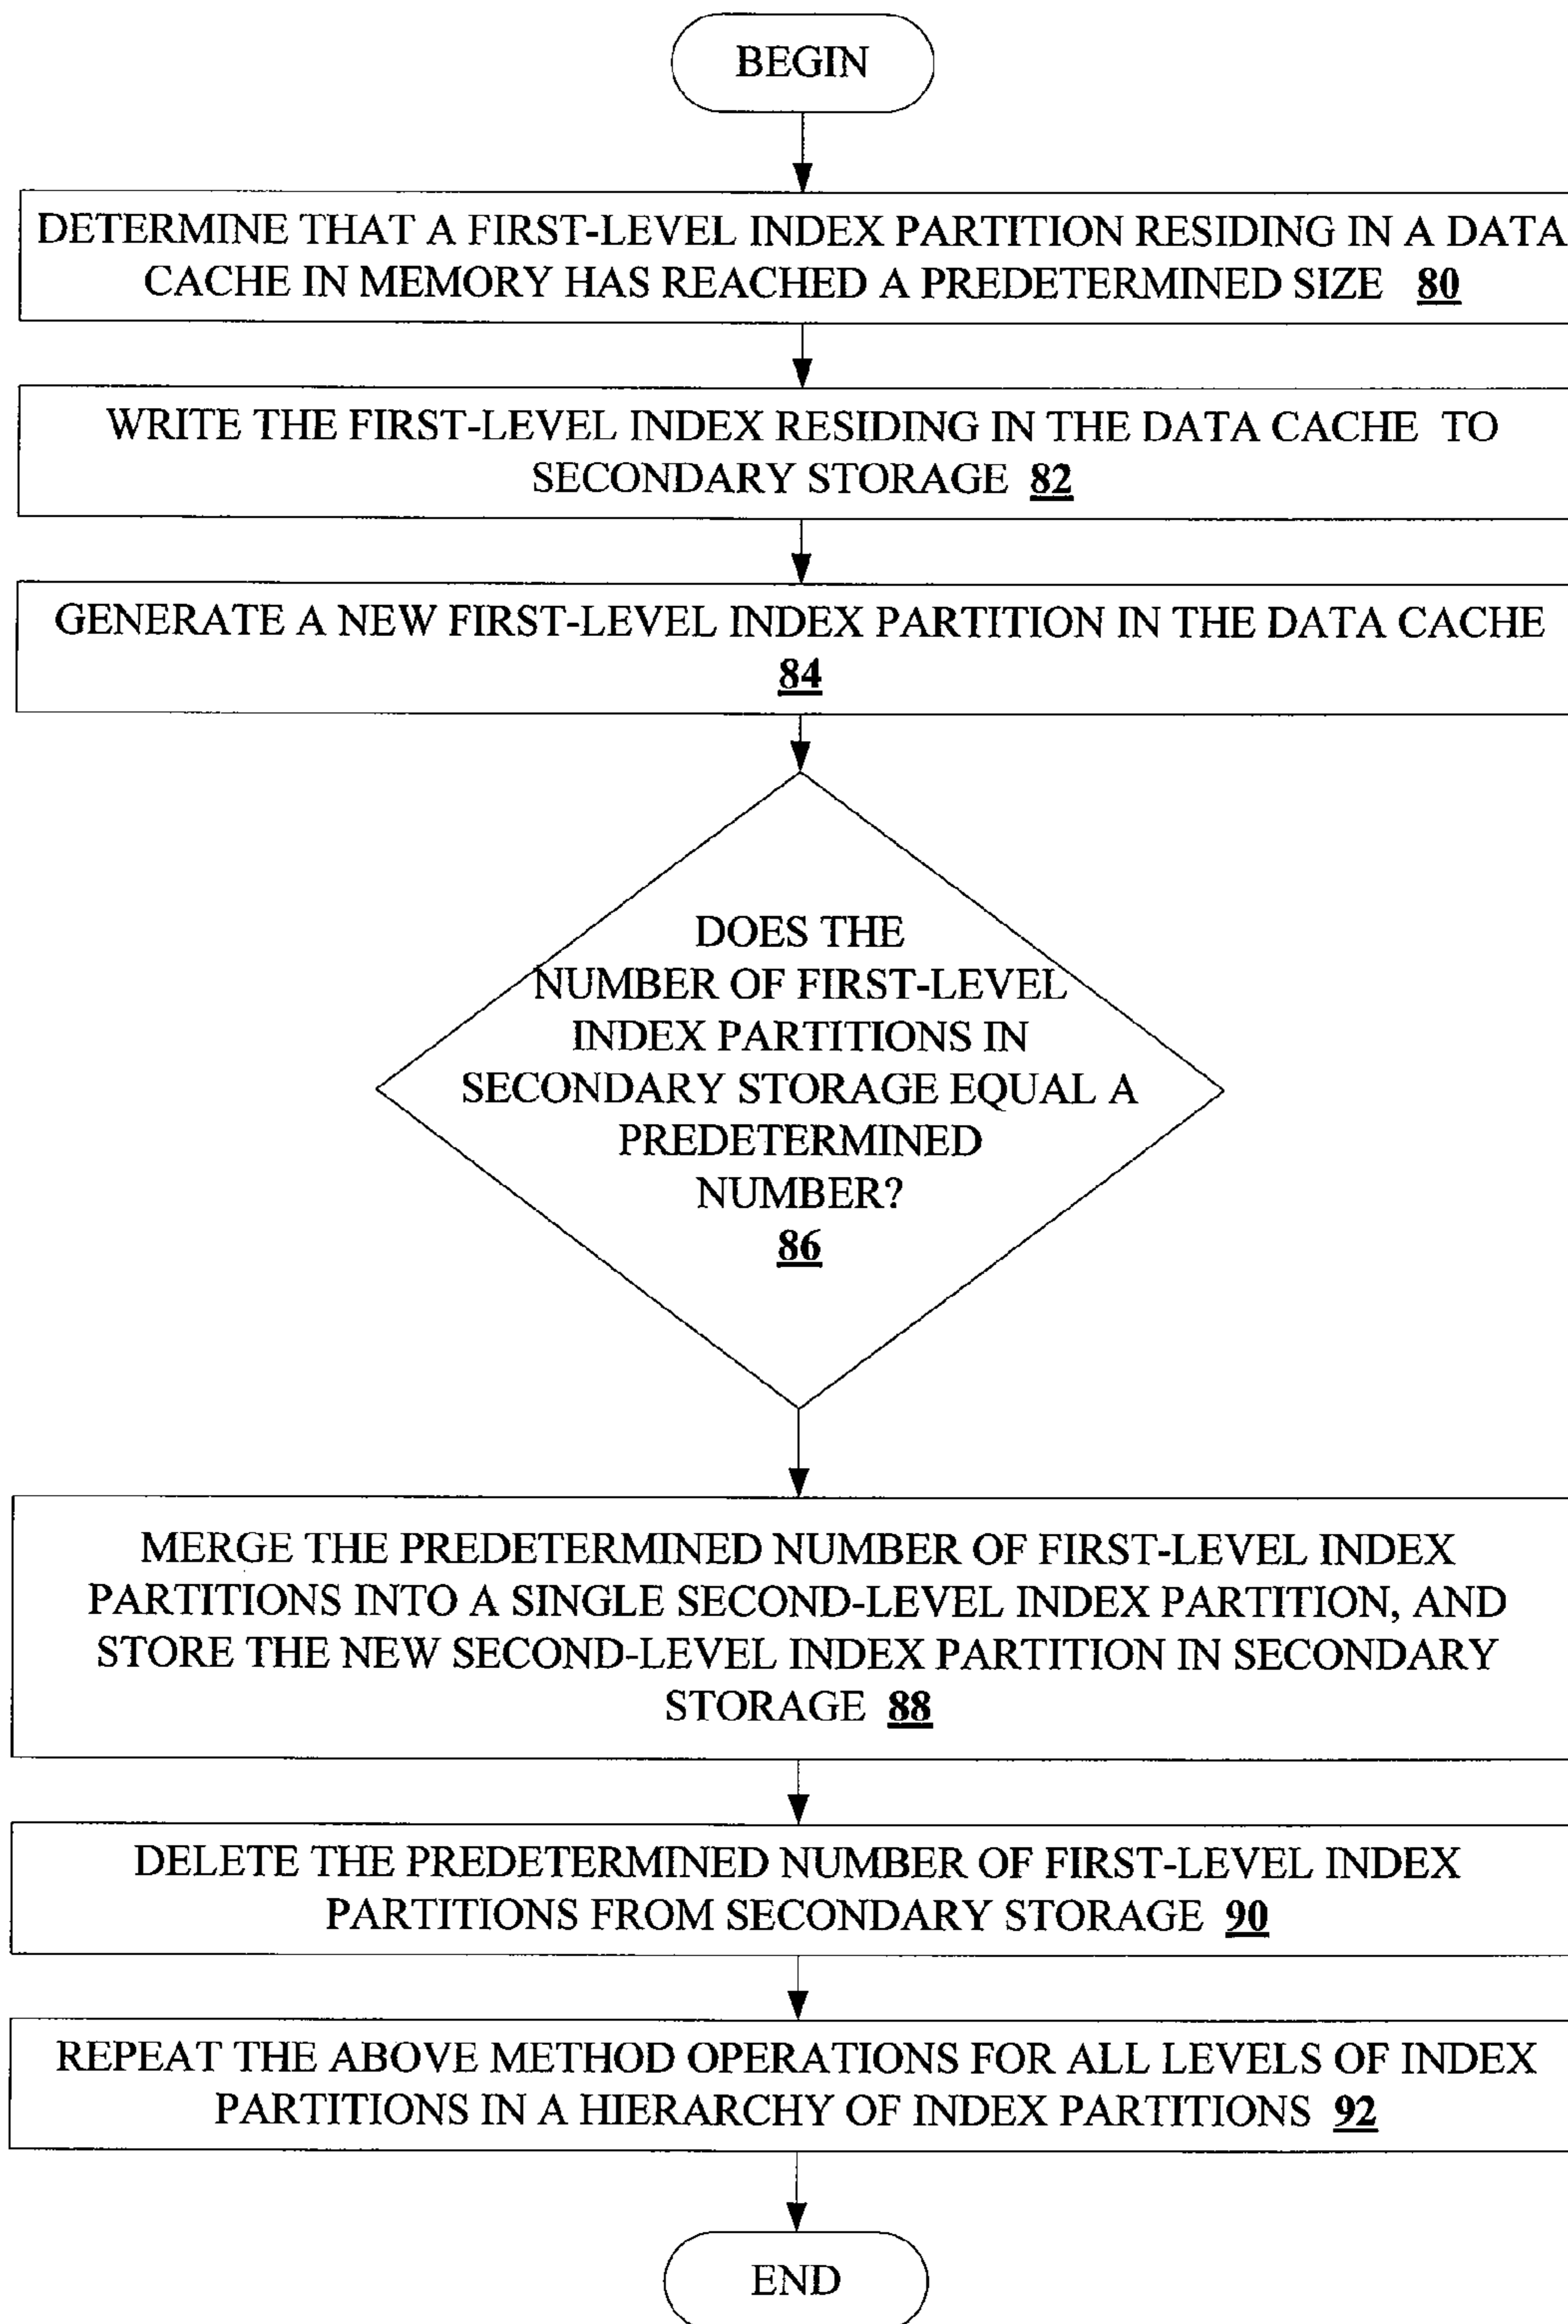 BEGIN
DETERMINE THAT A FIRST-LEVEL INDEX PARTITION RESIDING IN A DATA
CACHE IN MEMORY HAS REACHED A PREDETERMINED SIZE 80
WRITE THE FIRST-LEVEL INDEX RESIDING IN THE DATA CACHE TO
SECONDARY STORAGE 82
GENERATE A NEW FIRST-LEVEL INDEX PARTITION IN THE DATA CACHE
84
DOES THE
NUMBER OF FIRST-LEVEL
INDEX PARTITIONS IN
SECONDARY STORAGE EQUAL A
PREDETERMINED
NUMBER?
86
MERGE THE PREDETERMINED NUMBER OF FIRST-LEVEL INDEX
PARTITIONS INTO A SINGLE SECOND-LEVEL INDEX PARTITION, AND
STORE THE NEW SECOND-LEVEL INDEX PARTITION IN SECONDARY
STORAGE 88
DELETE THE PREDETERMINED NUMBER OF FIRST-LEVEL INDEX
PARTITIONS FROM SECONDARY STORAGE 90
REPEAT THE ABOVE METHOD OPERATIONS FOR ALL LEVELS OF INDEX
PARTITIONS IN A HIERARCHY OF INDEX PARTITIONS 92
END